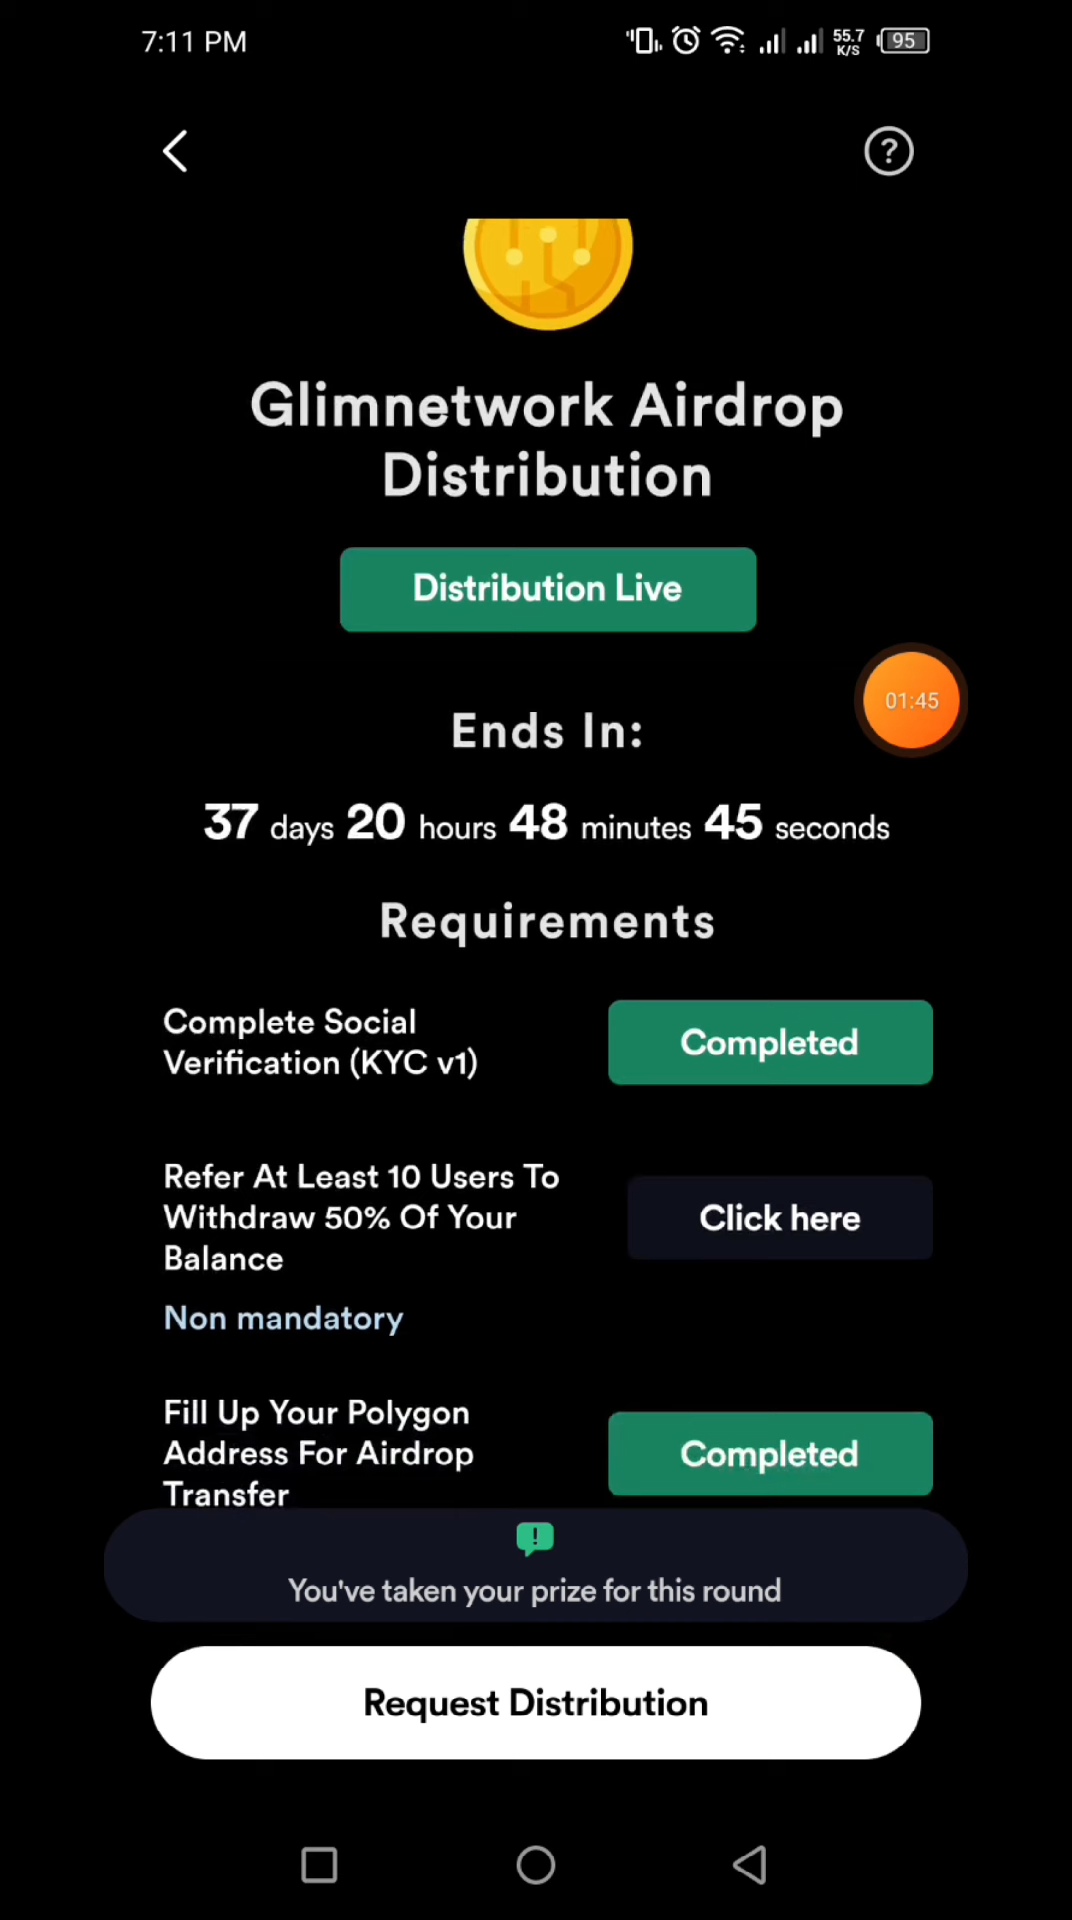 7:11 PM
55.7
K/S
95
?
Glimnetwork Airdrop
Distribution
Distribution Live
01:45
Ends In:
37 days 20 hours 48 minutes 45 seconds
Requirements
Complete Social
Verification (KYC v1)
Completed
Refer At Least 10 Users To
Withdraw 50% Of Your
Balance
Click here
Non mandatory
Fill Up Your Polygon
Address For Airdrop
Transfer
Completed
!
You've taken your prize for this round
Request Distribution